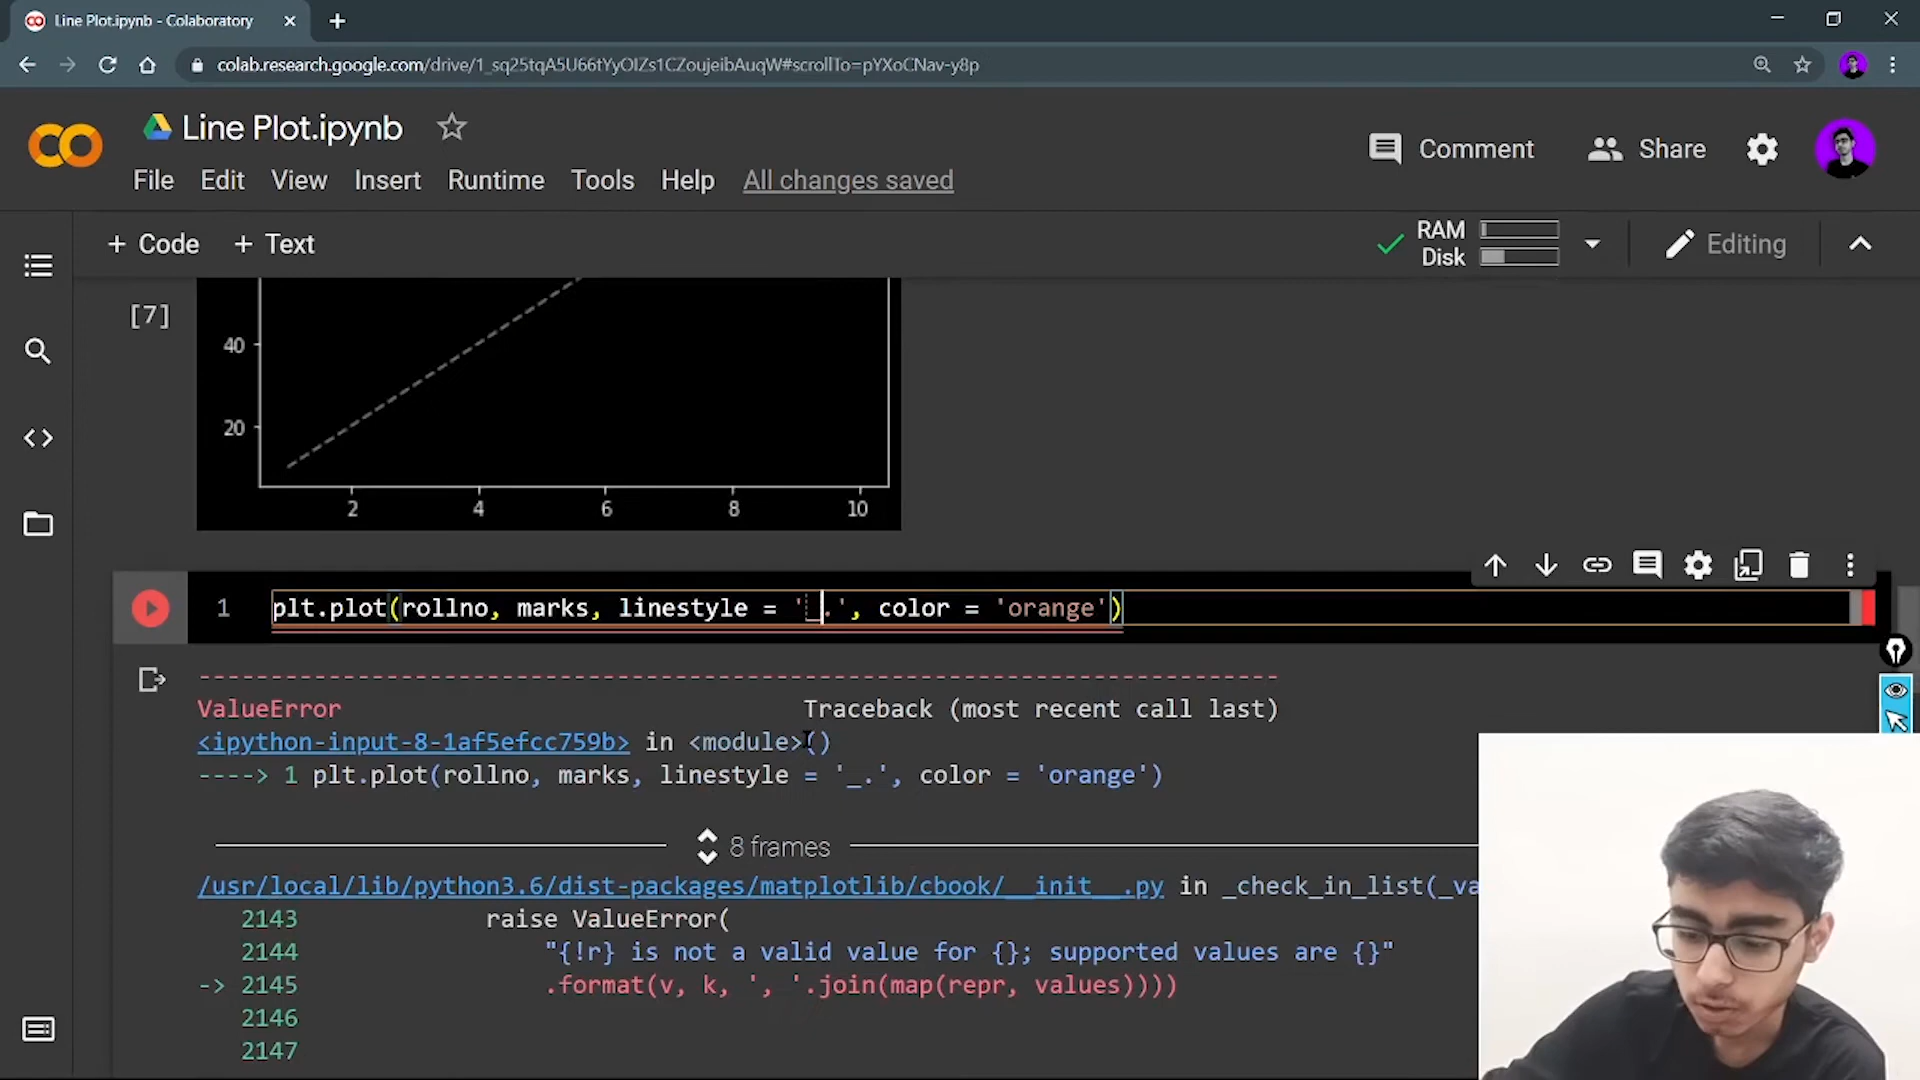 Line Plot.ipynb - Colaboratory
colab.research.google.com/drive/1_sq25tqA5U66tYyOIZs1CZoujeibAuqW#scrollTo=pYXoCNav-y8p
Line Plot.ipynb
Comment
Share
File Edit View Insert Runtime Tools Help All changes saved
+ Code + Text
RAM
Disk
Editing
[7]
40
20
2 4 6 8 10
1 plt.plot(rollno, marks, linestyle = '_.', color = 'orange')
---------------------------------------------------------------------------
ValueError Traceback (most recent call last)
<ipython-input-8-1af5efcc759b> in <module>()
----> 1 plt.plot(rollno, marks, linestyle = '_.', color = 'orange')
8 frames
/usr/local/lib/python3.6/dist-packages/matplotlib/cbook/__init__.py in _check_in_list(_va
2143 raise ValueError(
2144 "{!r} is not a valid value for {}; supported values are {}"
-> 2145 .format(v, k, ', '.join(map(repr, values))))
2146
2147